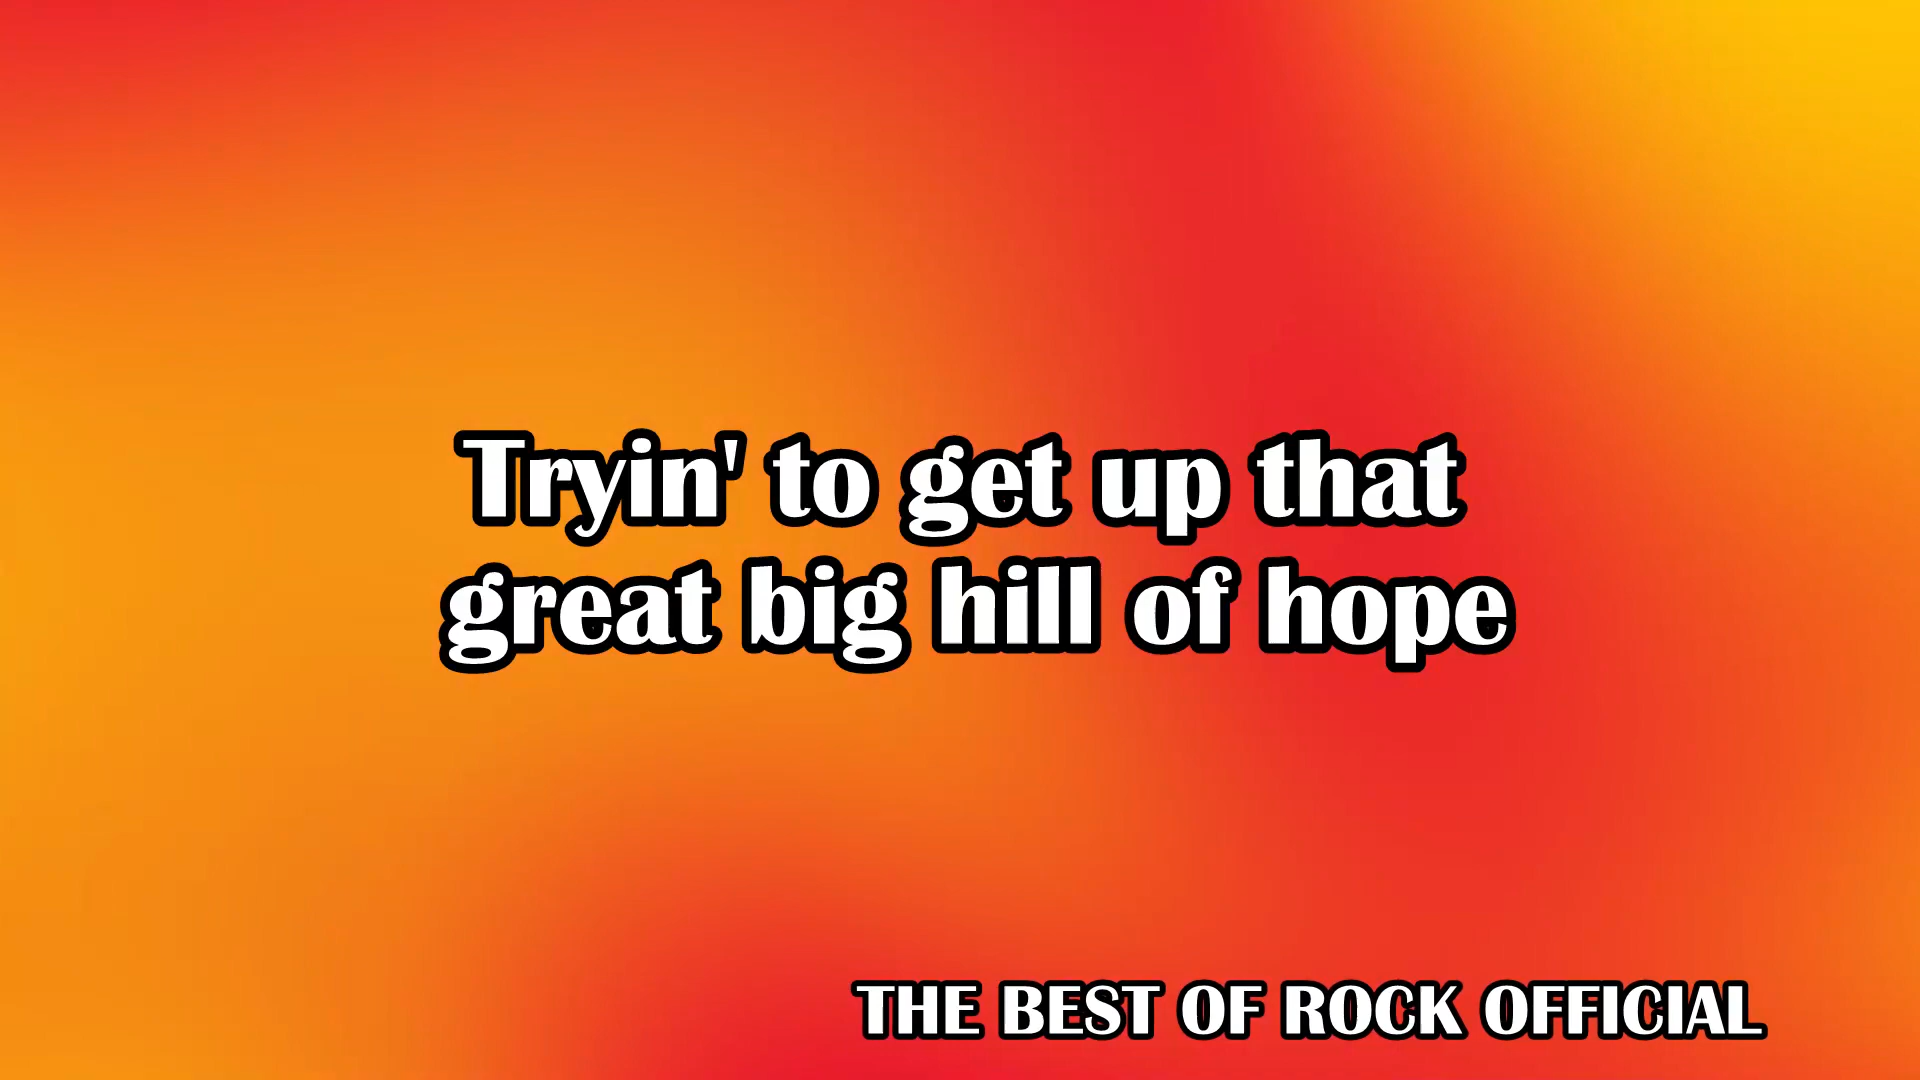 Tryin' to get up that
great big hill of hope
THE BEST OF ROCK OFFICIAL